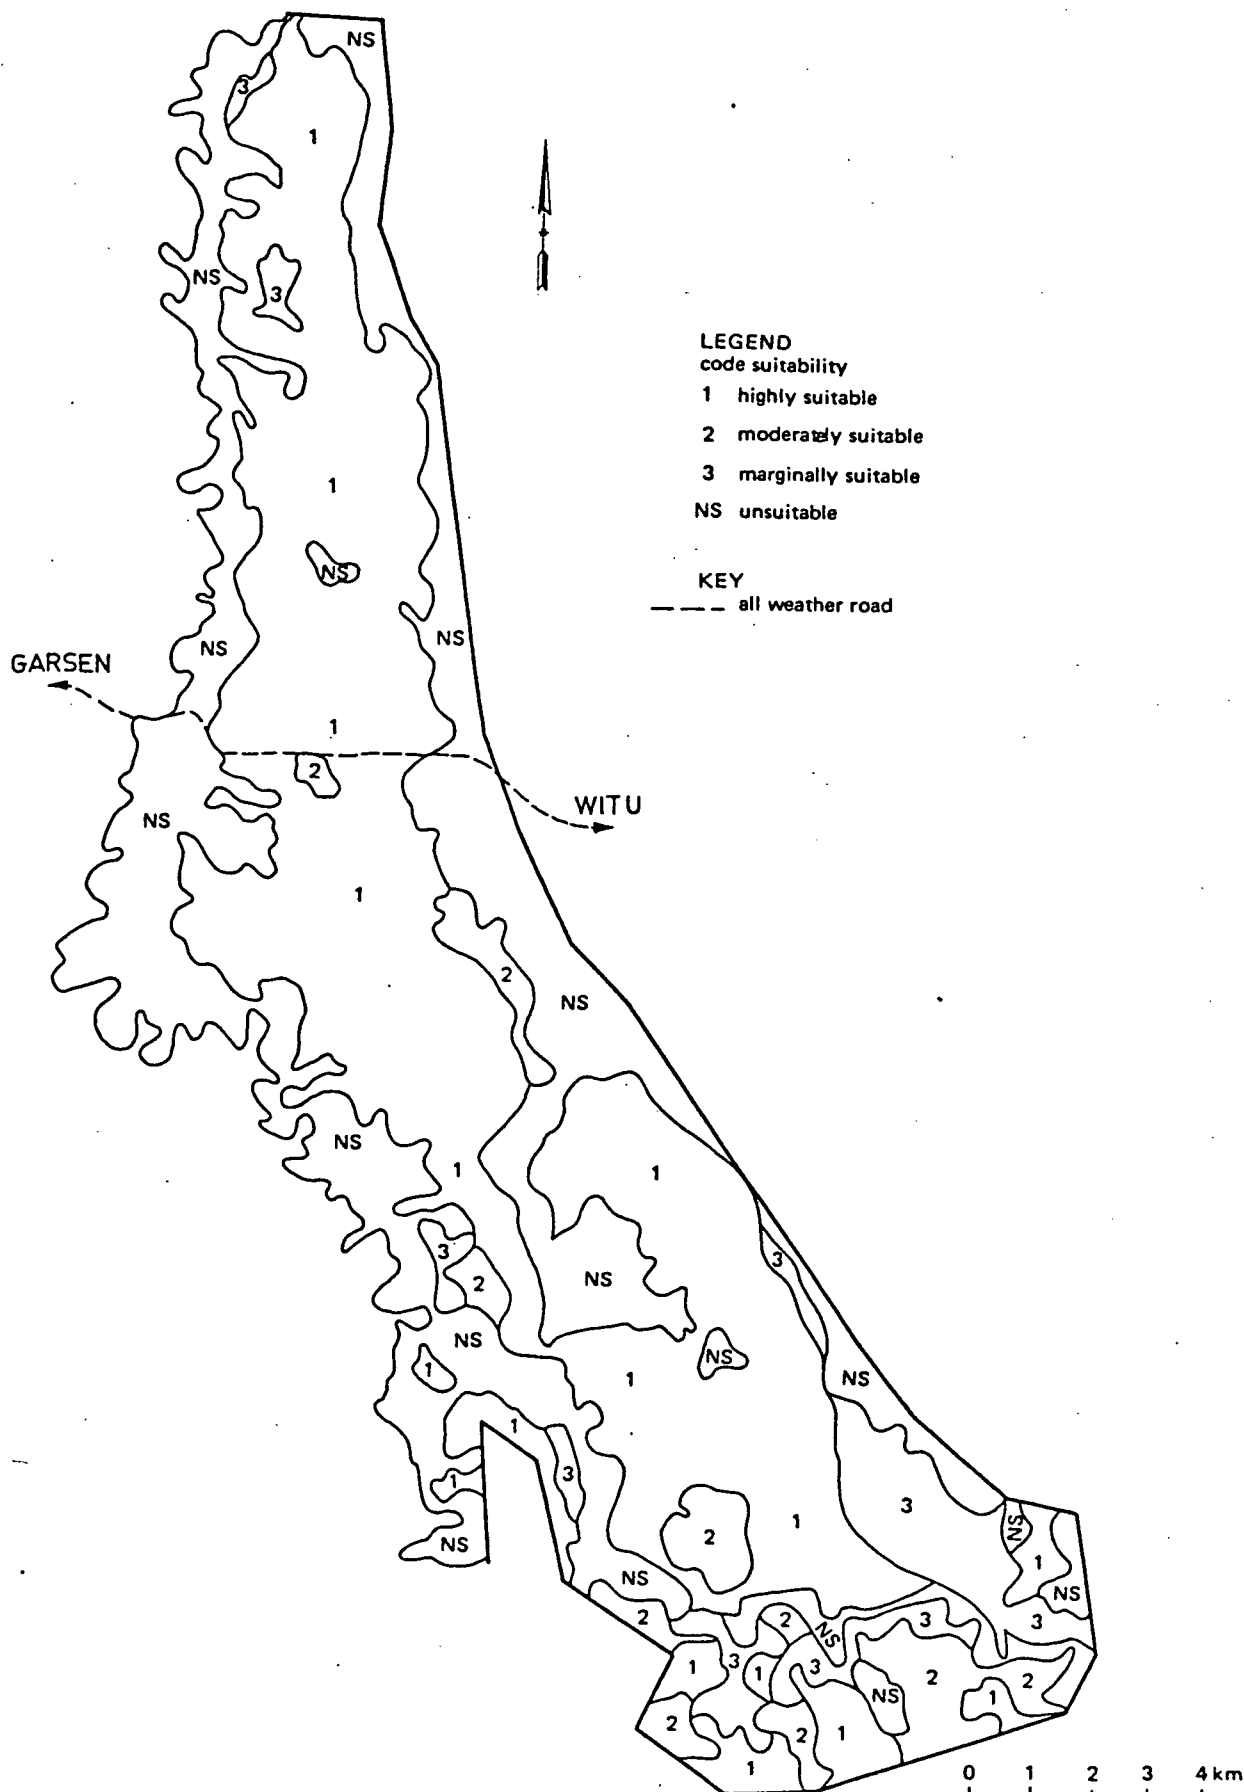 NS
3
1
NS
3
LEGEND
code suitability
1 highly suitable
2 moderately suitable
3 marginally suitable
NS unsuitable
1
NS
KEY
all weather road
NS
NS
GARSEN
1
2
WITU
NS
1
2
NS
NS
1
1
3
3
2
NS
NS
NS
1
1
NS
1
3
1
3
2
1
NS
NS
1
NS
NS
2
2
3
3
NS
1
3
1
3
2
2
NS
1
2
2
1
1
0 1 2 3 4 km